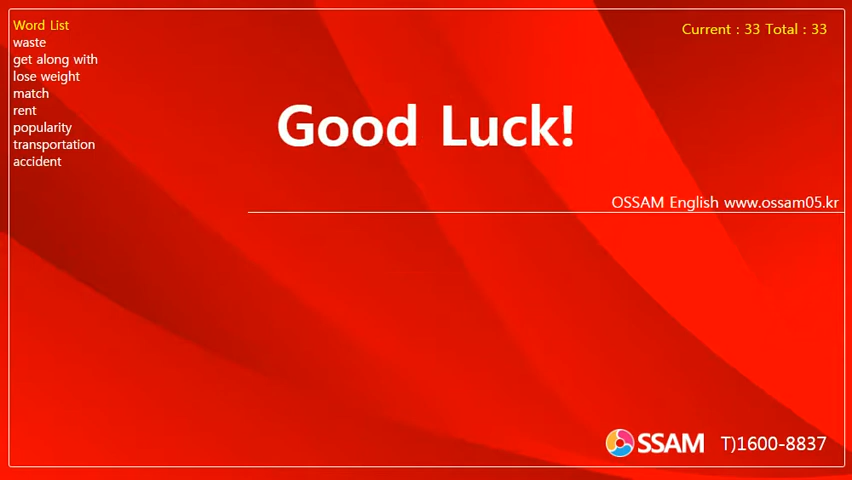 Word List
waste
get along with
lose weight
match
rent
popularity
transportation
accident
Current : 33 Total : 33
Good Luck!
OSSAM English www.ossam05.kr
OSSAM T)1600-8837